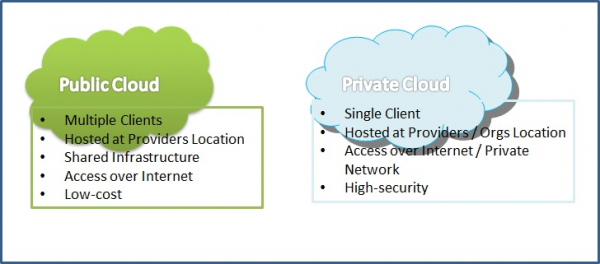 Public Cloud
• Multiple Clients
• Hosted at Providers Location
• Shared Infrastructure
• Access over Internet
• Low-cost
Private Cloud
• Single Client
• Hosted at Providers / Orgs Location
• Access over Internet / Private
Network
• High-security